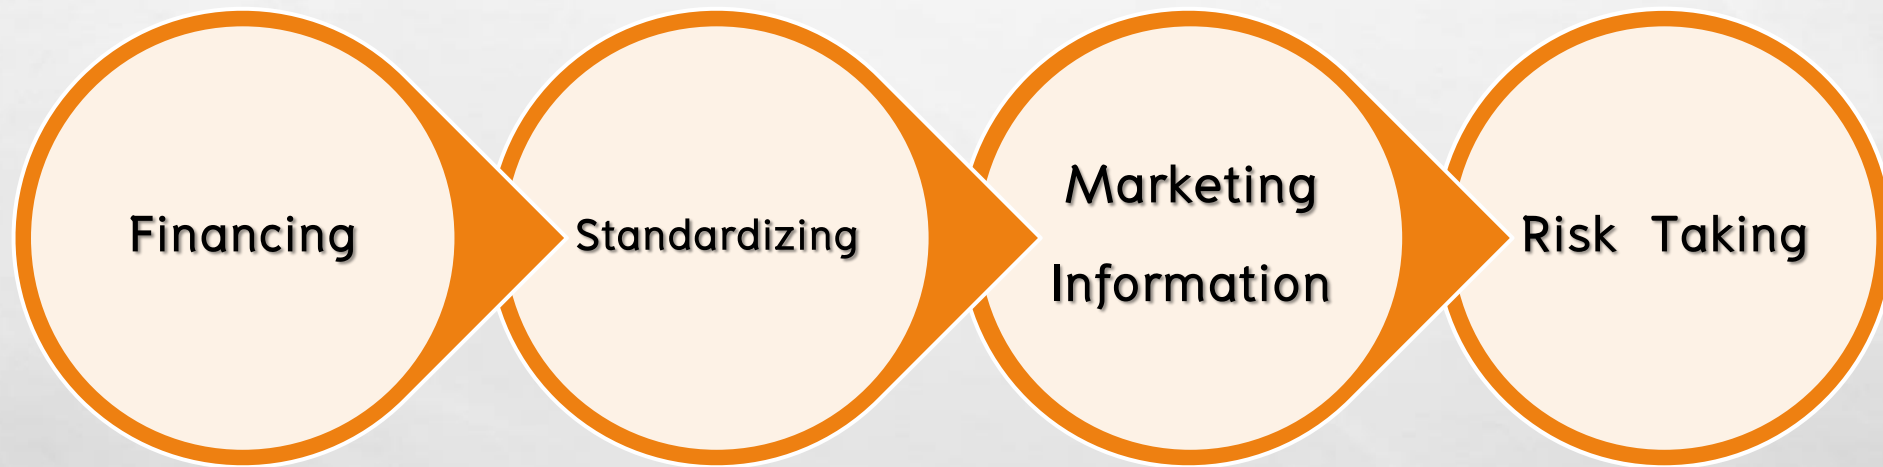 Financing
Standardizing
Marketing
Information
Risk Taking